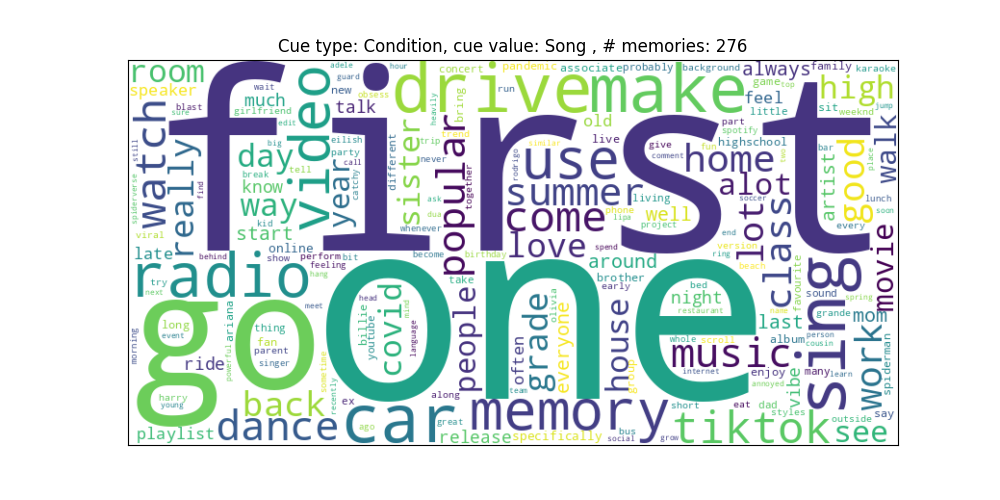 Cue type: Condition, cue value: Song , # memories: 276
room
speaker
blast
sure
wait
much
girlfriend
edit
video
adele
guard
hour
new
obsess
talk
drive
concert
pandemic
bring
heavily
run
make
associate
probably
background
always
family
karaoke
game
top
feel
little
high
sit
weeknd
jump
first
watch
really
still
spiderverse
viral
find
day
big
break
tell
know
way
kid
start
year
eilish
party
call
catchy
different
sister
trip
trend
never
ask
dua
whenever
popular
together
old
live
similar
rodrigo
use
summer
living
come
phone
lipa
well
project
love
spend
give
part
fun
comment
spotify
highschool
home
two
alot
soccer
lot
version
end
ring
beach
class
bar
artist
good
place
walk
lunch
soon
every
movie
late
behind
online
show
perform
bit
feeling
hang
become
birthday
take
around
brother
early
radio
try
next
go
one
morning
long
event
thing
fan
parent
singer
ride
ariana
powerful
meet
head
billie
youtube
covid
mind
language
sometime
recently
people
often
team
grade
olivia
everyone
house
group
bed
night
restaurant
whole
scroll
music
internet
last
name
favourite
album
enjoy
annoyed
vibe
sound
grande
person
cousin
many
learn
sing
spring
mom
spiderman
work
harry
young
back
ex
along
playlist
dance
ago
car
great
release
memory
specifically
bus
social
short
grow
eat
dad
styles
tiktok
outside
say
see